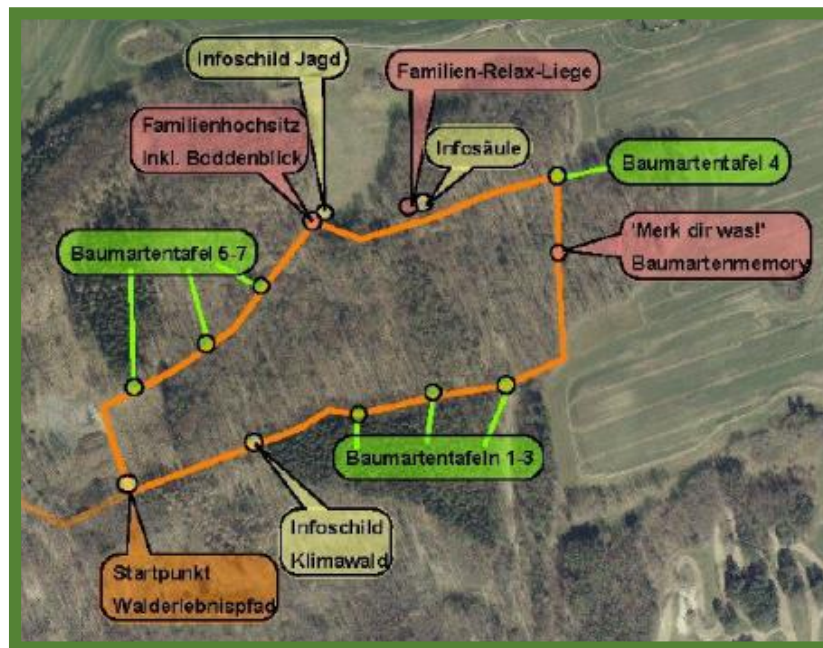 Infoschild Jagd
Familien-Relax-Liege
Familienhochsitz
inkl. Boddenblick
Infosäule
Baumartentafel 4
Baumartentafel 5-7
'Merk dir was!'
Baumartenmemory
Baumartentafeln 1-3
Infoschild
Klimawald
Startpunkt
Walderlebnispfad